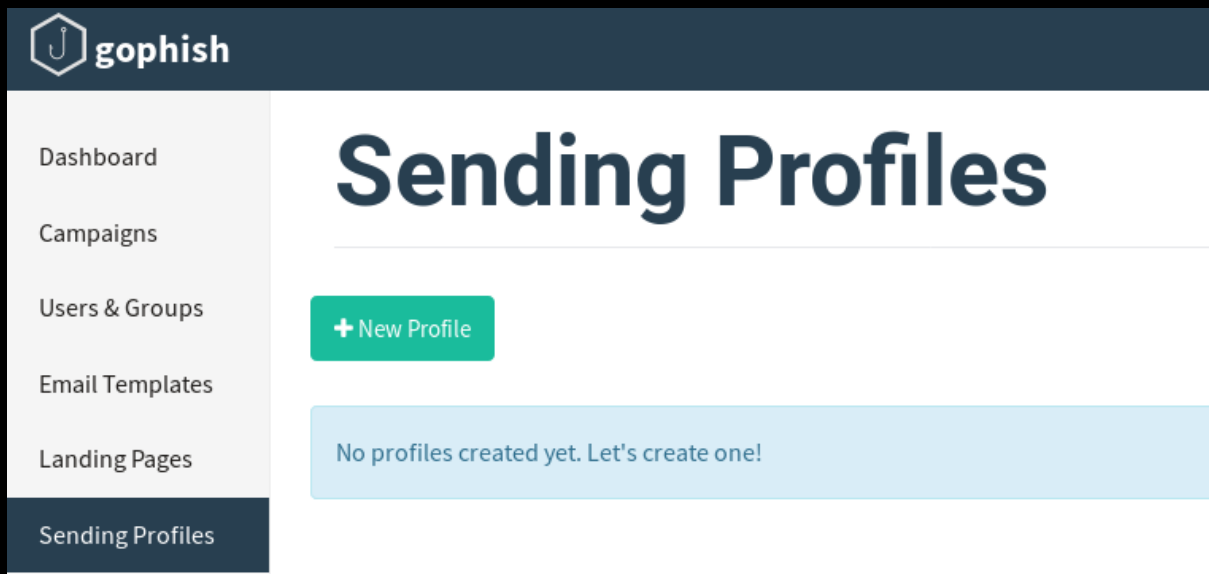 gophish
Dashboard
Campaigns
Users & Groups
Email Templates
Landing Pages
Sending Profiles
Sending Profiles
New Profile
No profiles created yet. Let's create one!